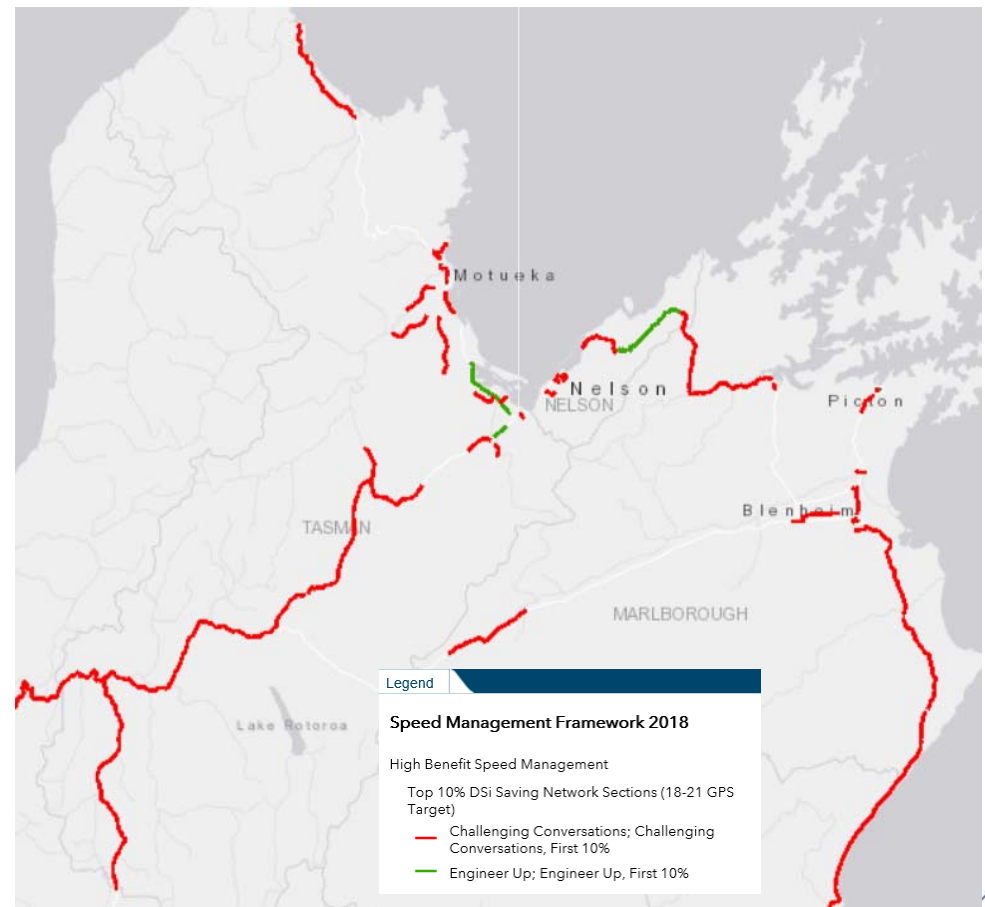 Motueka
Nelson
NELSON
Picton
Blenheim
TASMAN
MARLBOROUGH
Lake Rotoroa
Legend
Speed Management Framework 2018
High Benefit Speed Management
Top 10% DSi Saving Network Sections (18-21 GPS
Target)
Challenging Conversations; Challenging
Conversations, First 10%
Engineer Up; Engineer Up, First 10%